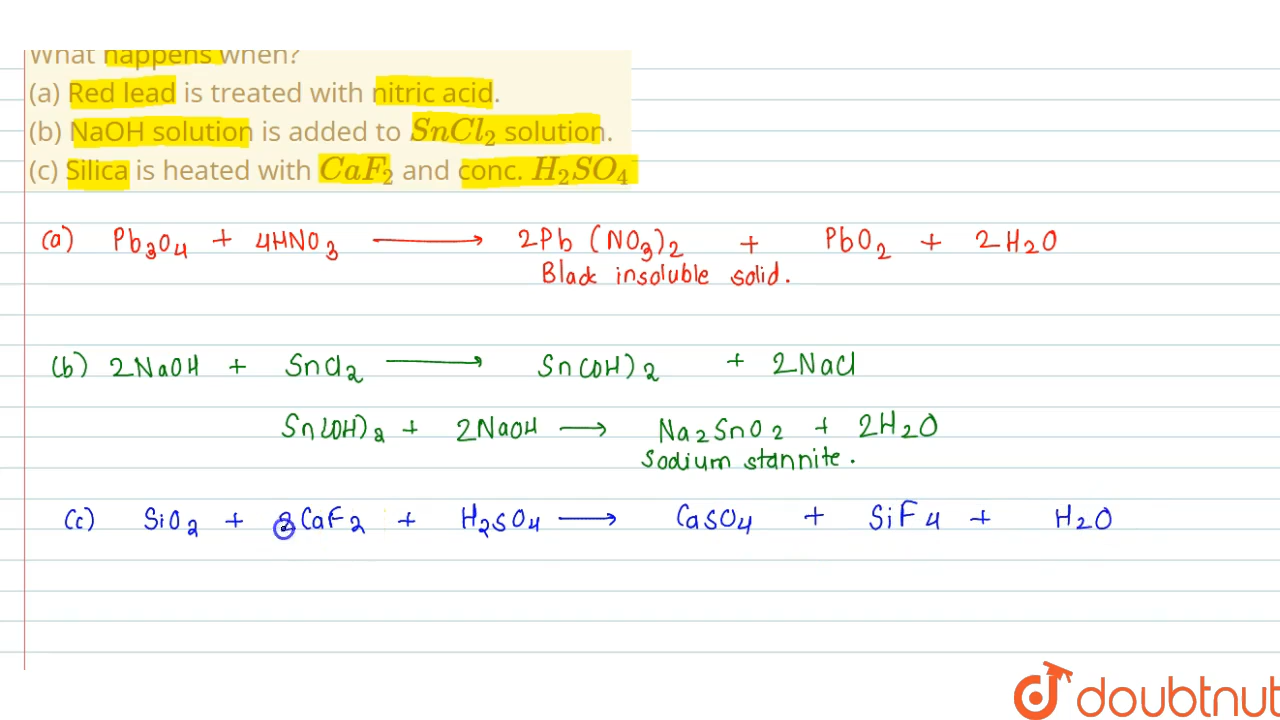 What happens when?
(a) Red lead is treated with nitric acid.
(b) NaOH solution is added to SnCl₂ solution.
(c) Silica is heated with CaF₂ and conc. H₂SO₄
(a) Pb₃O₄ + 4HNO₃ ⟶ 2Pb(NO₃)₂ + PbO₂ + 2H₂O
Black insoluble solid.
(b) 2NaOH + SnCl₂ ⟶ Sn(OH)₂ + 2NaCl
Sn(OH)₂ + 2NaOH ⟶ Na₂SnO₂ + 2H₂O
Sodium stannite.
(c) SiO₂ + 2CaF₂ + H₂SO₄ ⟶ CaSO₄ + SiF₄ + H₂O
doubtnut